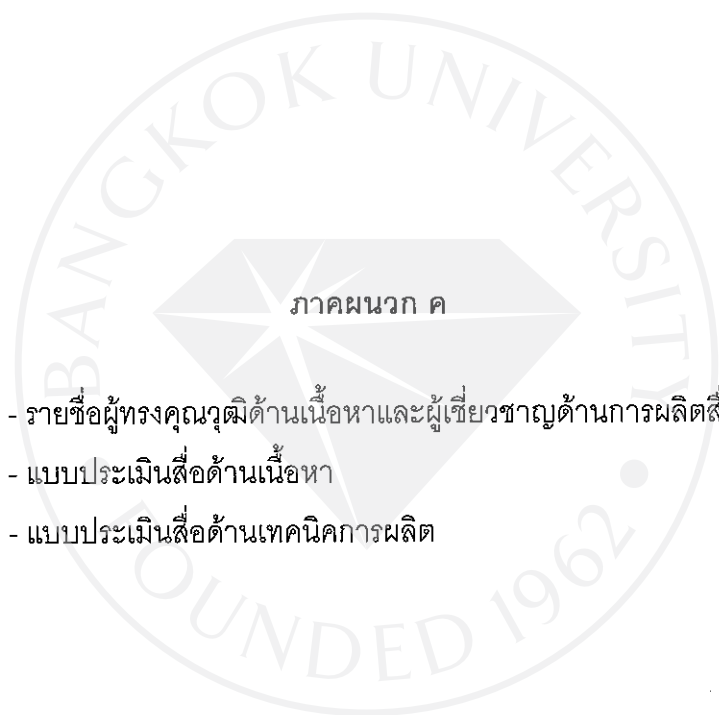 BANGKOK UNIVERSITY
ภาคผนวก ค
- รายชื่อผู้ทรงคุณวุฒิด้านเนื้อหาและผู้เชี่ยวชาญด้านการผลิตสื่
- แบบประเมินสื่อด้านเนื้อหา
- แบบประเมินสื่อด้านเทคนิคการผลิต
FOUNDED 1962